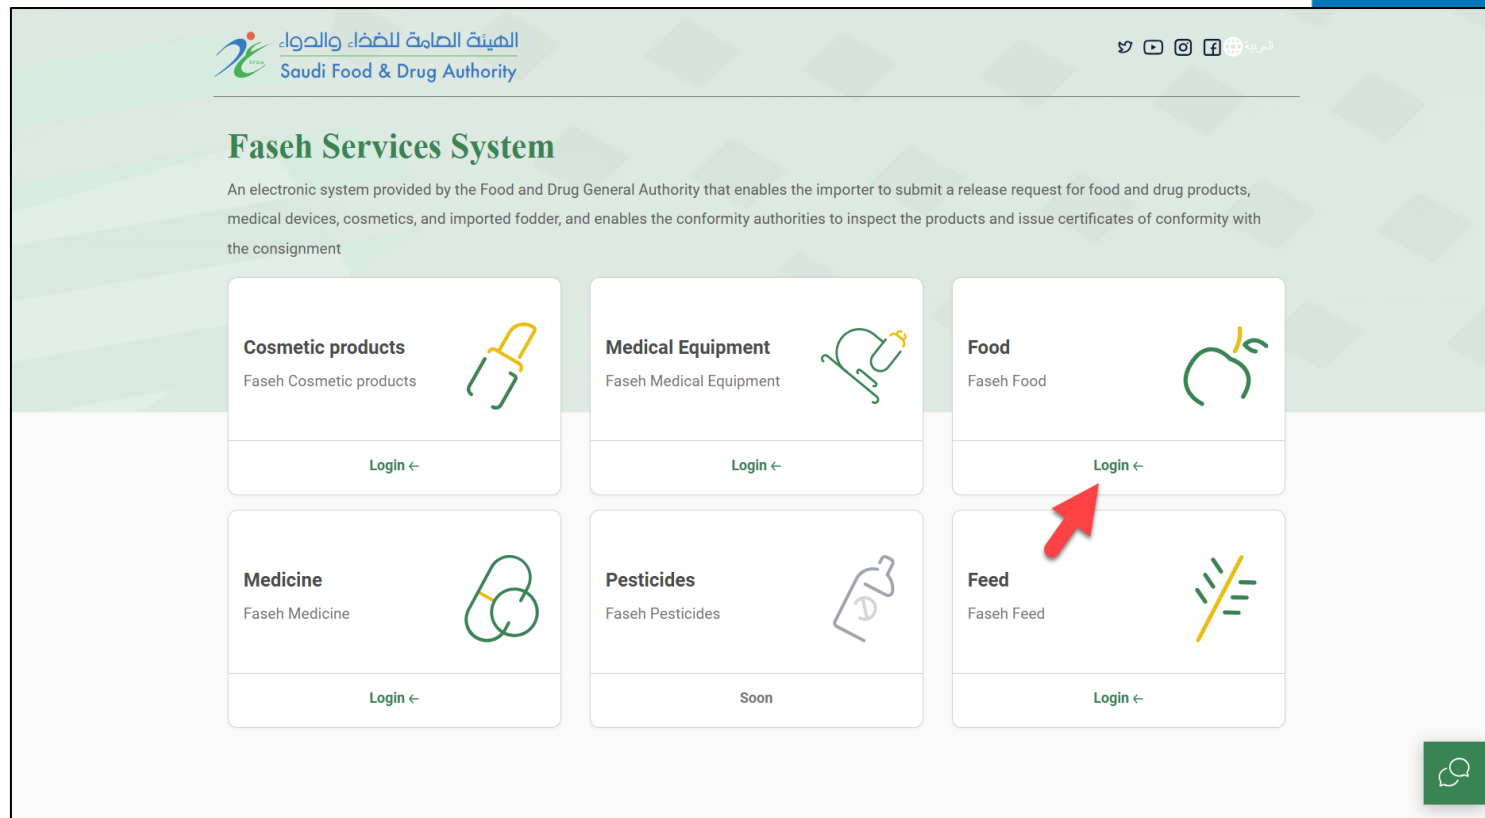 الهيئة العامة للغذاء والدواء
Saudi Food & Drug Authority
العربية
Faseh Services System
An electronic system provided by the Food and Drug General Authority that enables the importer to submit a release request for food and drug products,
medical devices, cosmetics, and imported fodder, and enables the conformity authorities to inspect the products and issue certificates of conformity with
the consignment
Cosmetic products
Faseh Cosmetic products
Login ←
Medical Equipment
Faseh Medical Equipment
Login ←
Food
Faseh Food
Login ←
Medicine
Faseh Medicine
Login ←
Pesticides
Faseh Pesticides
Soon
Feed
Faseh Feed
Login ←